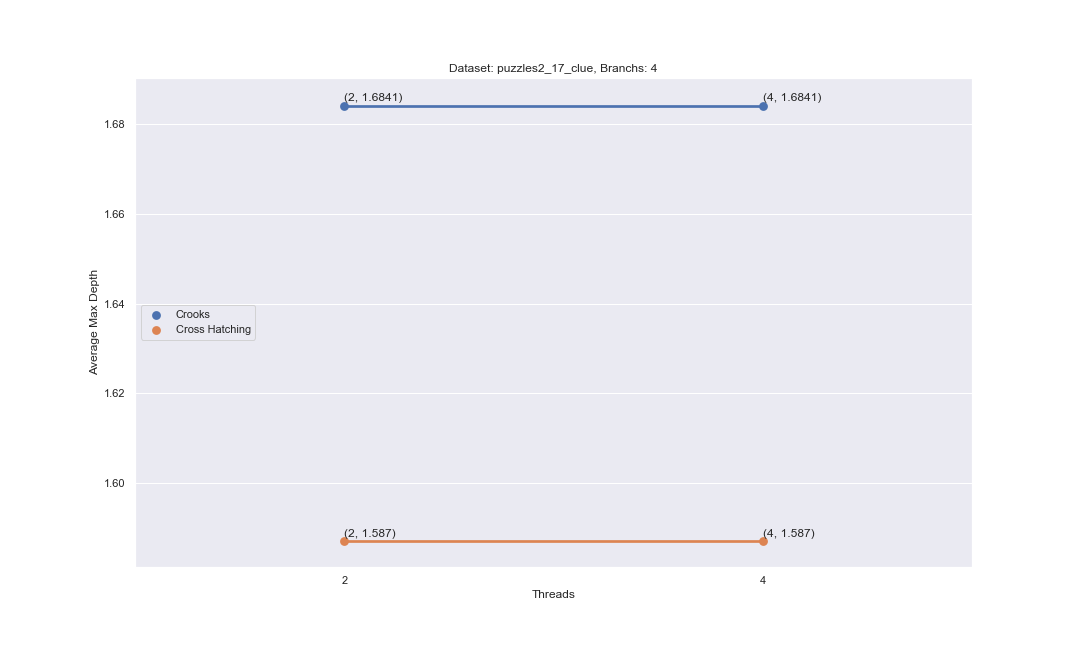 Dataset: puzzles2_17_clue, Branchs: 4
(2, 1.6841)
(4, 1.6841)
1.68
1.66
1.64
1.62
1.60
Average Max Depth
Crooks
Cross Hatching
(2, 1.587)
(4, 1.587)
2
4
Threads